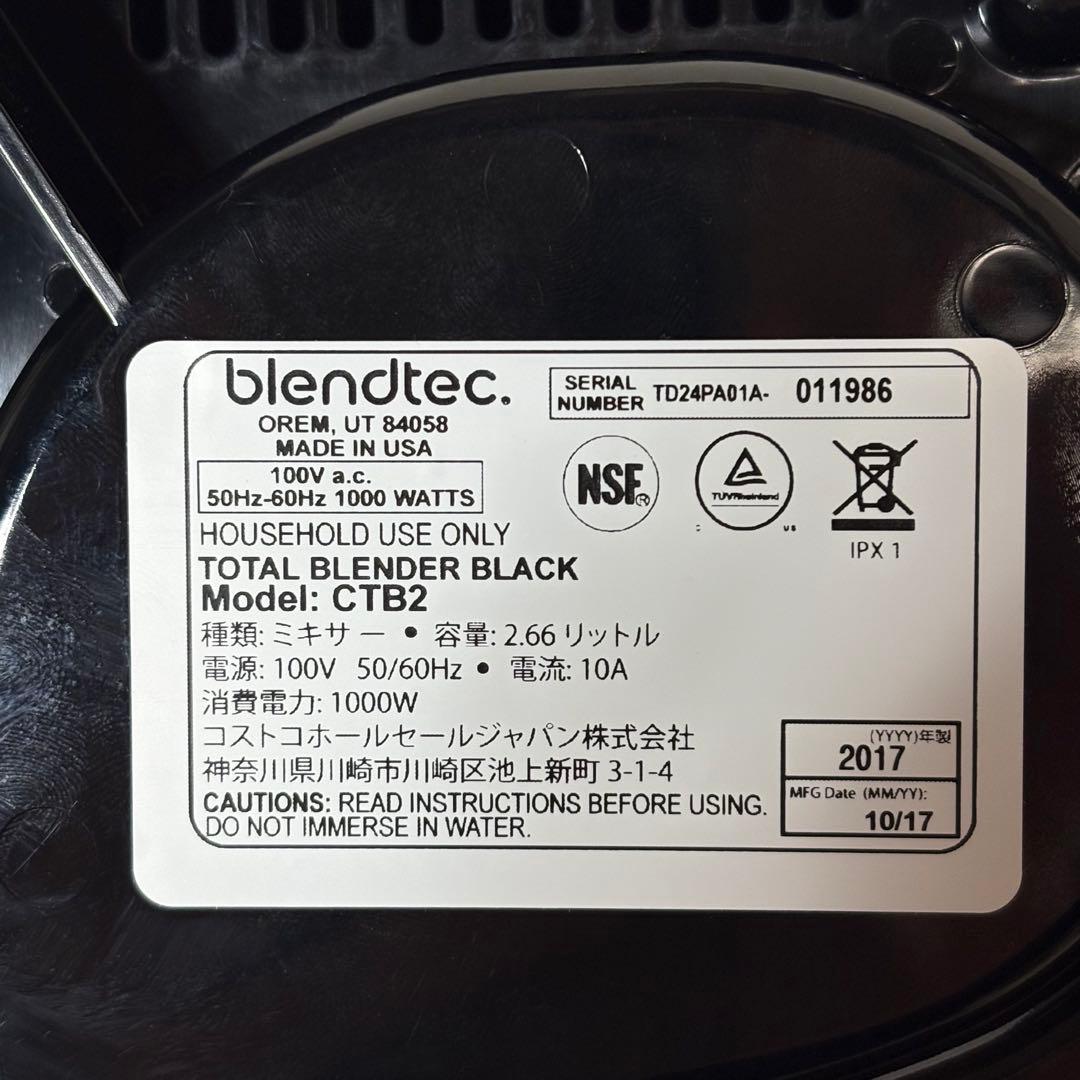 blendtec.
OREM, UT 84058
MADE IN USA
SERIAL NUMBER TD24PA01A- 011986
100V a.c.
50Hz-60Hz 1000 WATTS
NSF®
TÜVRheinland
C US
IPX 1
HOUSEHOLD USE ONLY
TOTAL BLENDER BLACK
Model: CTB2
種類: ミキサー • 容量: 2.66 リットル
電源: 100V 50/60Hz • 電流: 10A
消費電力: 1000W
コストコホールセールジャパン株式会社
神奈川県川崎市川崎区池上新町 3-1-4
CAUTIONS: READ INSTRUCTIONS BEFORE USING.
DO NOT IMMERSE IN WATER.
(YYYY)年製
2017
MFG Date (MM/YY):
10/17